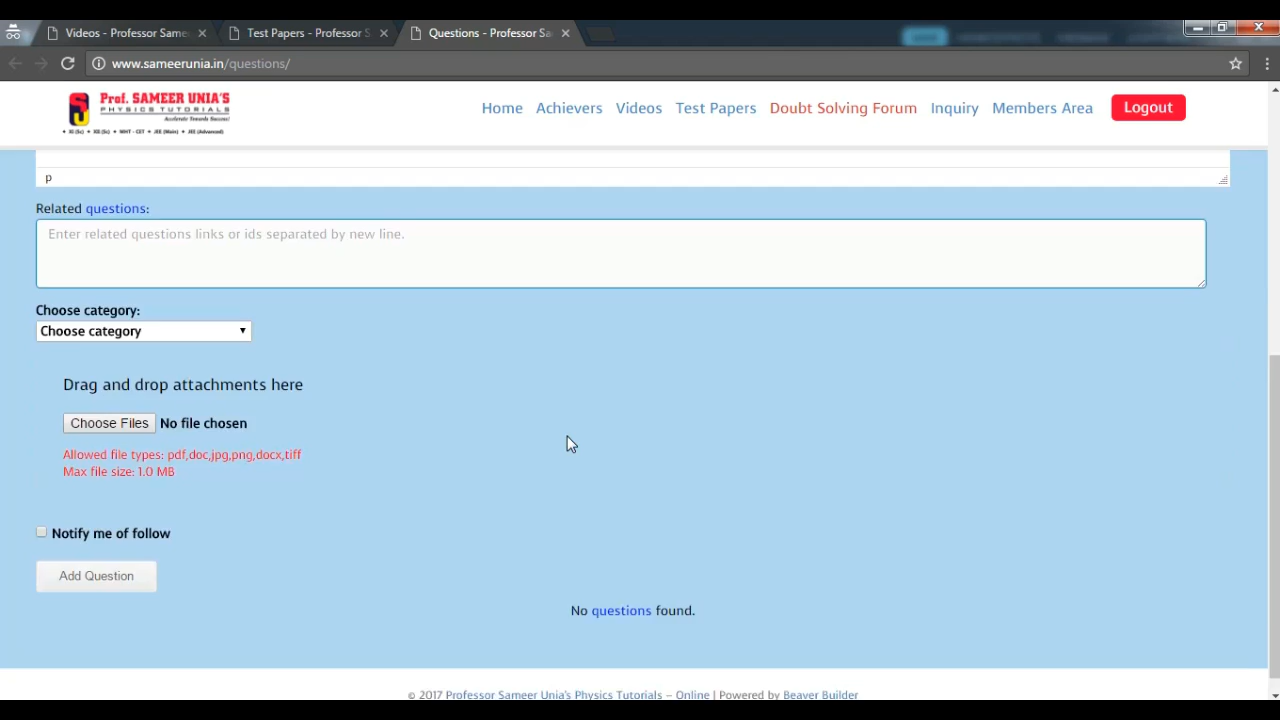 Videos - Professor Same
Test Papers - Professor S
Questions - Professor Sa
www.sameerunia.in/questions/
Prof. SAMEER UNIA'S
PHYSICS TUTORIALS
Accelerate Towards Success!
Home
Achievers
Videos
Test Papers
Doubt Solving Forum
Inquiry
Members Area
Logout
p
Related questions:
Enter related questions links or ids separated by new line.
Choose category:
Choose category
Drag and drop attachments here
Choose Files No file chosen
Allowed file types: pdf,doc,jpg,png,docx,tiff
Max file size: 1.0 MB
Notify me of follow
Add Question
No questions found.
© 2017 Professor Sameer Unia's Physics Tutorials – Online | Powered by Beaver Builder